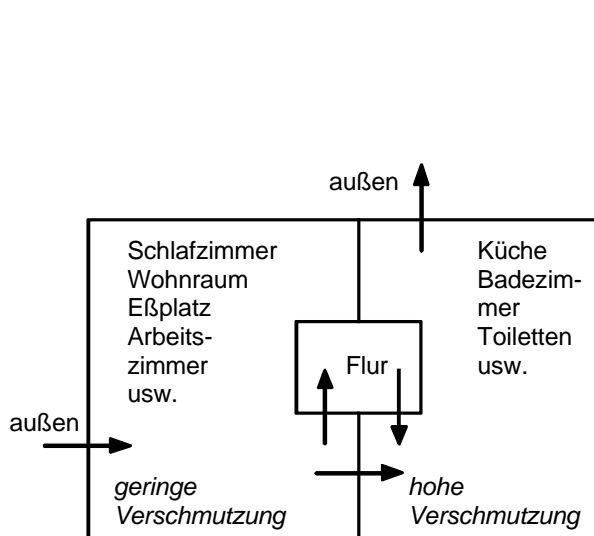 außen
Schlafzimmer
Wohnraum
Eßplatz
Arbeits-
zimmer
usw.
Küche
Badezim-
mer
Toiletten
usw.
Flur
außen
geringe
Verschmutzung
hohe
Verschmutzung